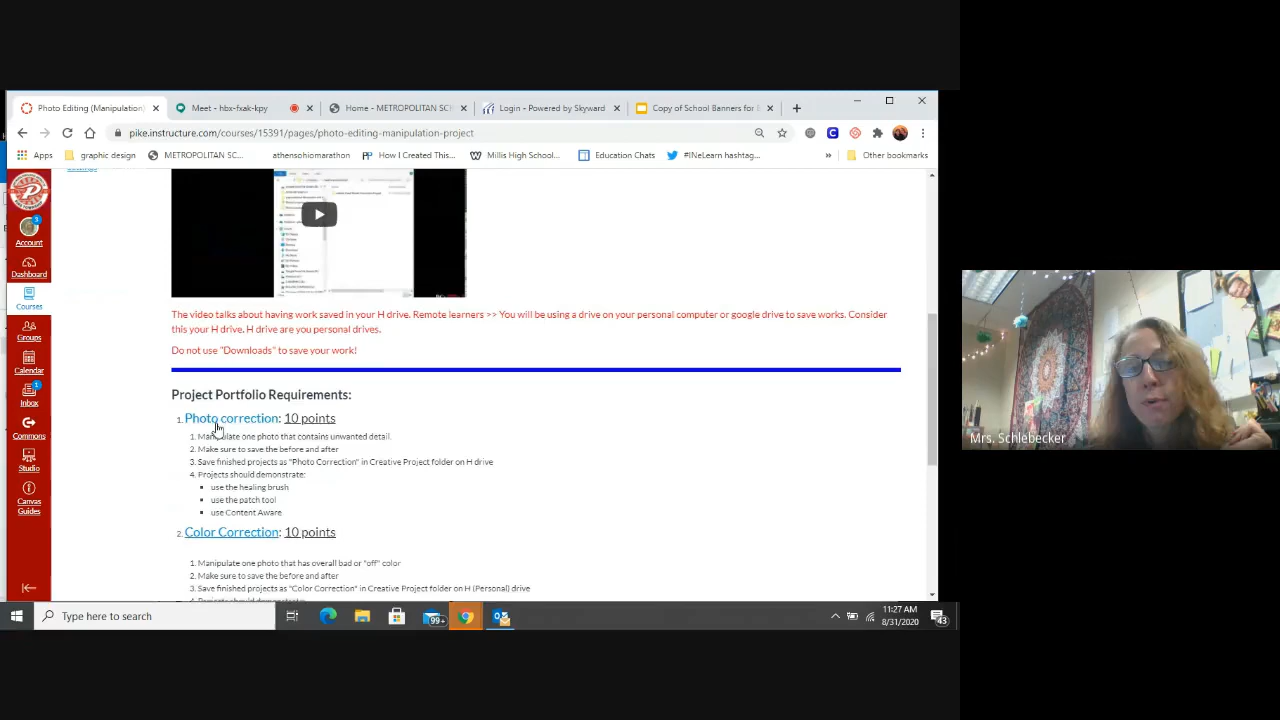 Photo Editing (Manipulation)
Meet - hbx-fxak-kpy
Home - METROPOLITAN SCH
Login - Powered by Skyward
Copy of School Banners for E
pike.instructure.com/courses/15391/pages/photo-editing-manipulation-project
Apps
graphic design
METROPOLITAN SC...
athensohiomarathon
How I Created This...
Millis High School...
Education Chats
#INELearn hashtag...
Other bookmarks
Account
Dashboard
Courses
Groups
Calendar
Inbox
Commons
Studio
Canvas
Guides
Settings
The video talks about having work saved in your H drive. Remote learners >> You will be using a drive on your personal computer or google drive to save works. Consider
this your H drive. H drive are you personal drives.
Do not use "Downloads" to save your work!
Project Portfolio Requirements:
1. Photo correction: 10 points
1. Manipulate one photo that contains unwanted detail.
2. Make sure to save the before and after
3. Save finished projects as "Photo Correction" in Creative Project folder on H drive
4. Projects should demonstrate:
use the healing brush
use the patch tool
use Content Aware
2. Color Correction: 10 points
1. Manipulate one photo that has overall bad or "off" color
2. Make sure to save the before and after
3. Save finished projects as "Color Correction" in Creative Project folder on H (Personal) drive
4. Projects should demonstrate:
Mrs. Schlebecker
Type here to search
99+
11:27 AM
8/31/2020
43